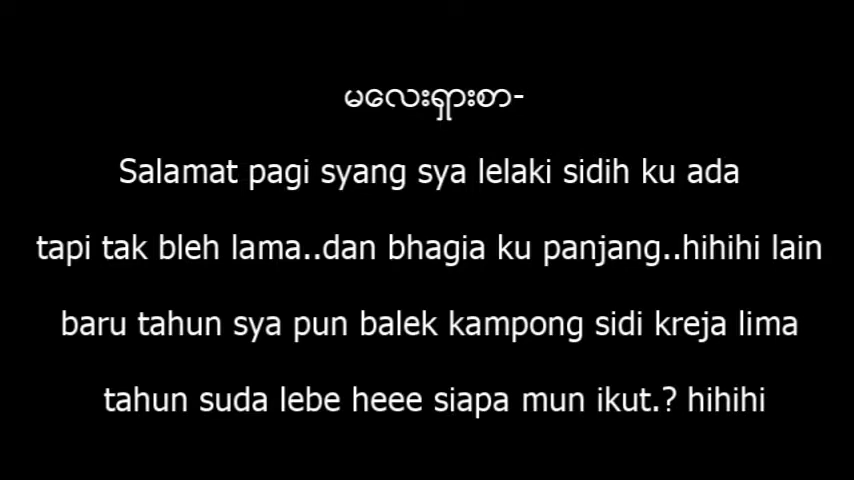 မလေးရှားစာ-
Salamat pagi syang sya lelaki sidih ku ada
tapi tak bleh lama..dan bhagia ku panjang..hihihi lain
baru tahun sya pun balek kampong sidi kreja lima
tahun suda lebe heee siapa mun ikut.? hihihi